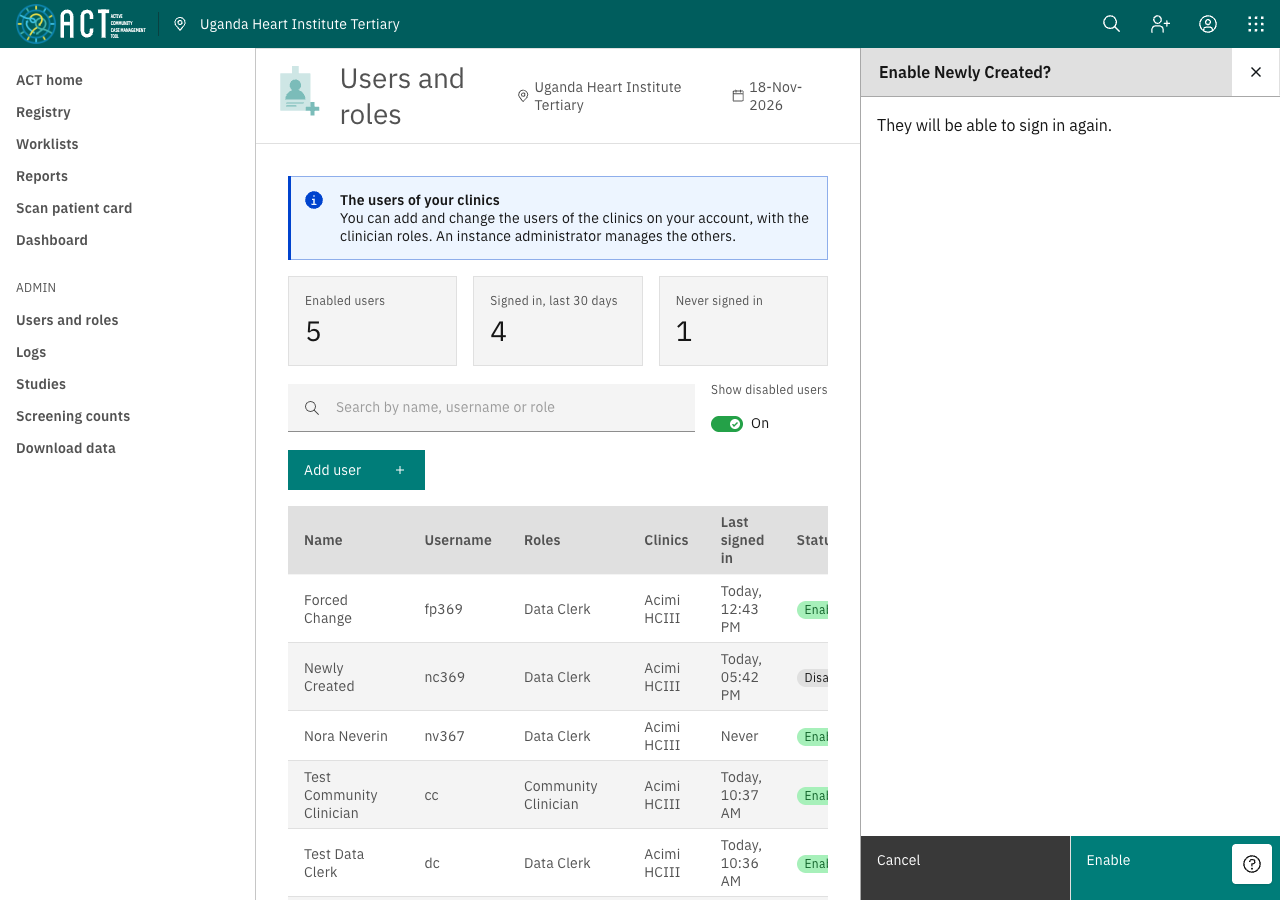 ACT ACTIVE COMMUNITY CASE MANAGEMENT TOOL
Uganda Heart Institute Tertiary
ACT home
Registry
Worklists
Reports
Scan patient card
Dashboard
ADMIN
Users and roles
Logs
Studies
Screening counts
Download data
Users and roles
Uganda Heart Institute Tertiary
18-Nov-2026
The users of your clinics
You can add and change the users of the clinics on your account, with the
clinician roles. An instance administrator manages the others.
Enabled users
5
Signed in, last 30 days
4
Never signed in
1
Search by name, username or role
Show disabled users
On
Add user
Name Username Roles Clinics Last signed in Statu
Forced Change fp369 Data Clerk Acimi HCIII Today, 12:43 PM Enab
Newly Created nc369 Data Clerk Acimi HCIII Today, 05:42 PM Disa
Nora Neverin nv367 Data Clerk Acimi HCIII Never Enab
Test Community Clinician cc Community Clinician Acimi HCIII Today, 10:37 AM Enab
Test Data Clerk dc Data Clerk Acimi HCIII Today, 10:36 AM Enab
Enable Newly Created?
They will be able to sign in again.
Cancel
Enable